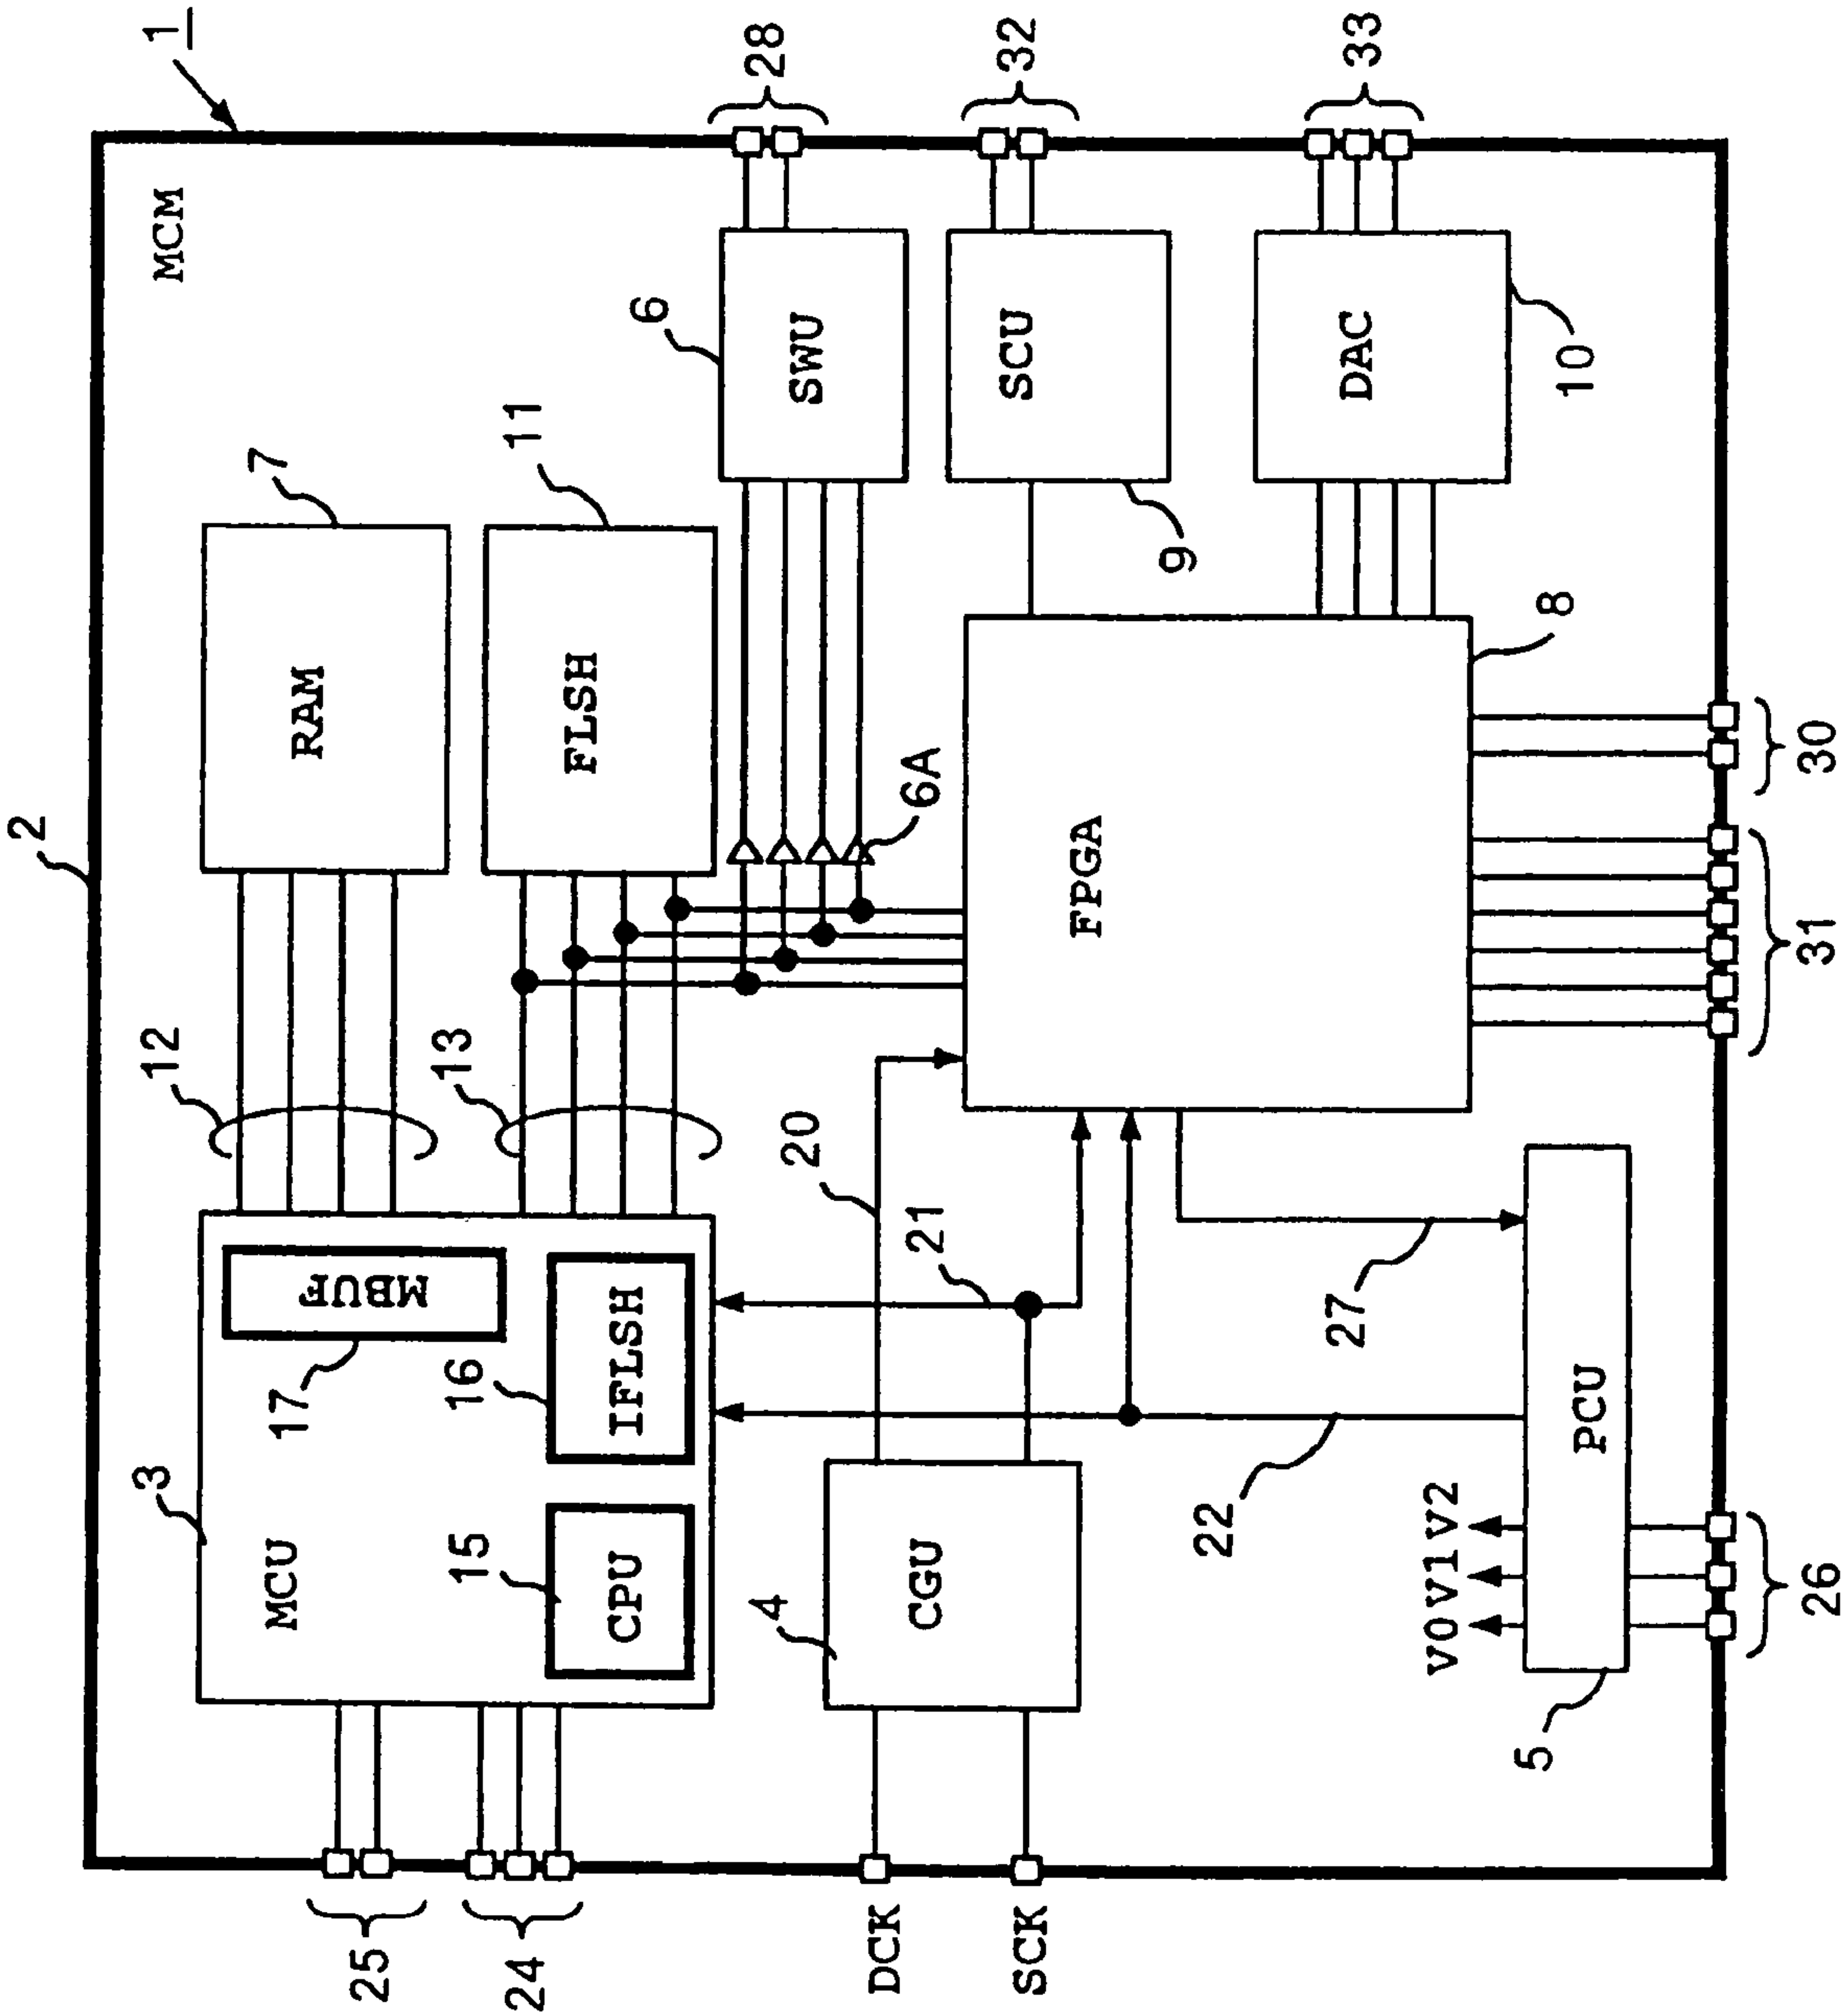 1
2
MCM
3
MCU
17
MBUF
15
CPU
16
IFLSH
12
13
7
RAM
11
FLSH
6
SWU
28
6A
25
24
DCK
SCK
4
CGU
20
21
FPGA
8
SCU
9
32
DAC
10
33
22
27
V0 V1 V2
PCU
5
26
31
30